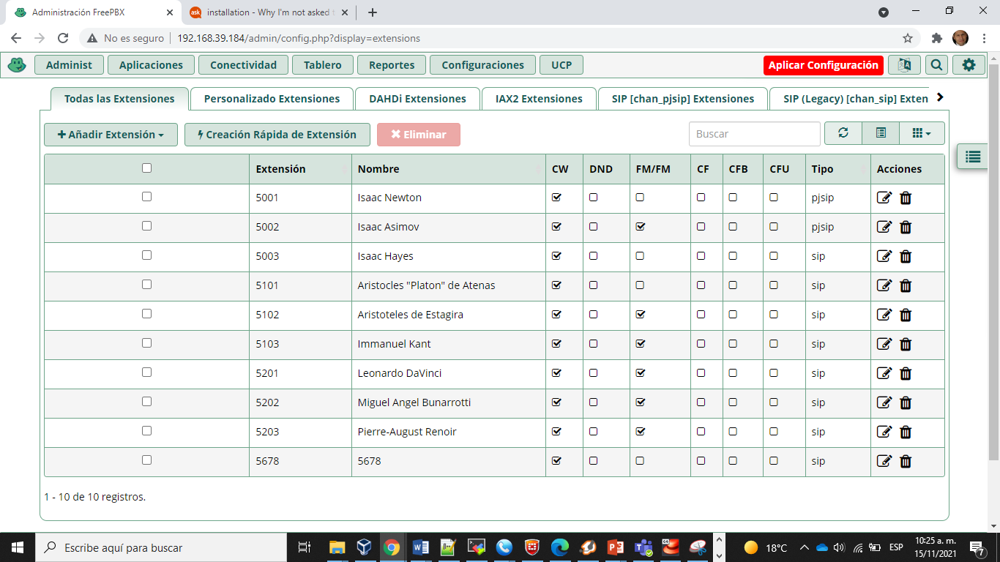 Administración FreePBX
installation - Why I'm not asked t
No es seguro
192.168.39.184/admin/config.php?display=extensions
Administ Aplicaciones Conectividad Tablero Reportes Configuraciones UCP Aplicar Configuración
Todas las Extensiones Personalizado Extensiones DAHDi Extensiones IAX2 Extensiones SIP [chan_pjsip] Extensiones SIP (Legacy) [chan_sip] Exten
Añadir Extensión Creación Rápida de Extensión Eliminar Buscar
Extensión Nombre CW DND FM/FM CF CFB CFU Tipo Acciones
5001 Isaac Newton pjsip
5002 Isaac Asimov pjsip
5003 Isaac Hayes sip
5101 Aristocles "Platon" de Atenas sip
5102 Aristoteles de Estagira sip
5103 Immanuel Kant sip
5201 Leonardo DaVinci sip
5202 Miguel Angel Bunarrotti sip
5203 Pierre-August Renoir sip
5678 5678 sip
1 - 10 de 10 registros.
Escribe aquí para buscar
18°C ESP
10:25 a. m.
15/11/2021
7